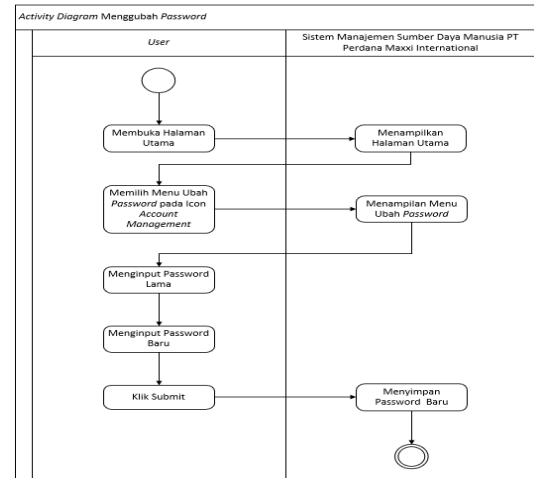 Activity Diagram Menggubah Password
User
Sistem Manajemen Sumber Daya Manusia PT
Perdana Maxxi International
Membuka Halaman
Utama
Menampilkan
Halaman Utama
Memilih Menu Ubah
Password pada Icon
Account
Management
Menampilan Menu
Ubah Password
Menginput Password
Lama
Menginput Password
Baru
Klik Submit
Menyimpan
Password Baru